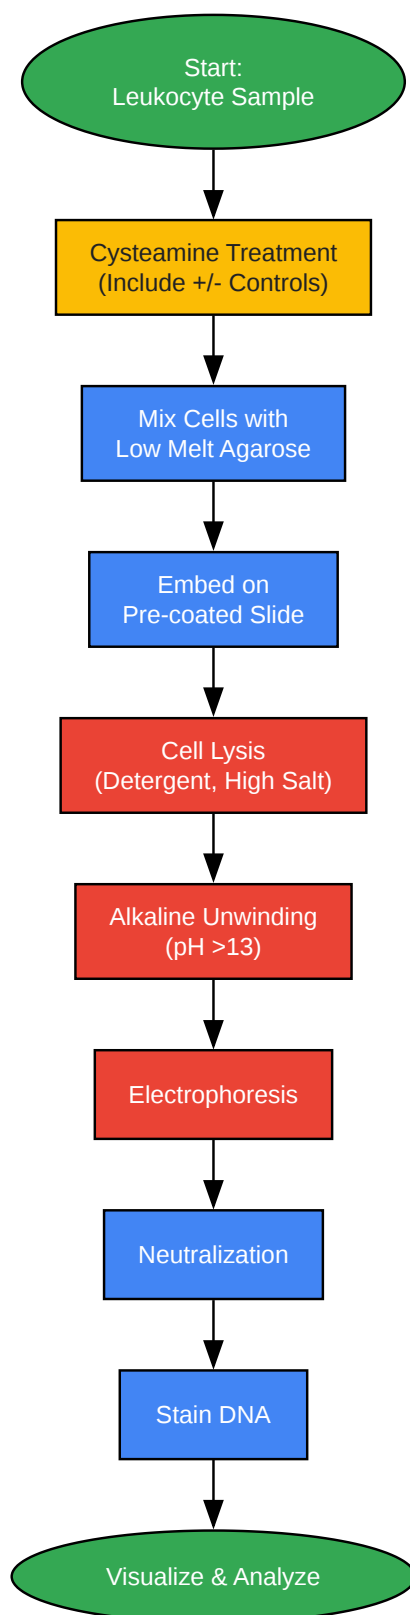 Start:
Leukocyte Sample
Cysteamine Treatment
(Include +/- Controls)
Mix Cells with
Low Melt Agarose
Embed on
Pre-coated Slide
Cell Lysis
(Detergent, High Salt)
Alkaline Unwinding
(pH >13)
Electrophoresis
Neutralization
Stain DNA
Visualize & Analyze